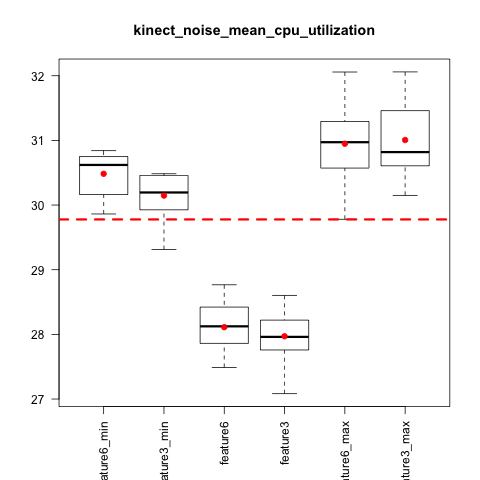 kinect_noise_mean_cpu_utilization
32
31
30
29
28
27
ature6_min
ature3_min
feature6
feature3
ture6_max
ture3_max